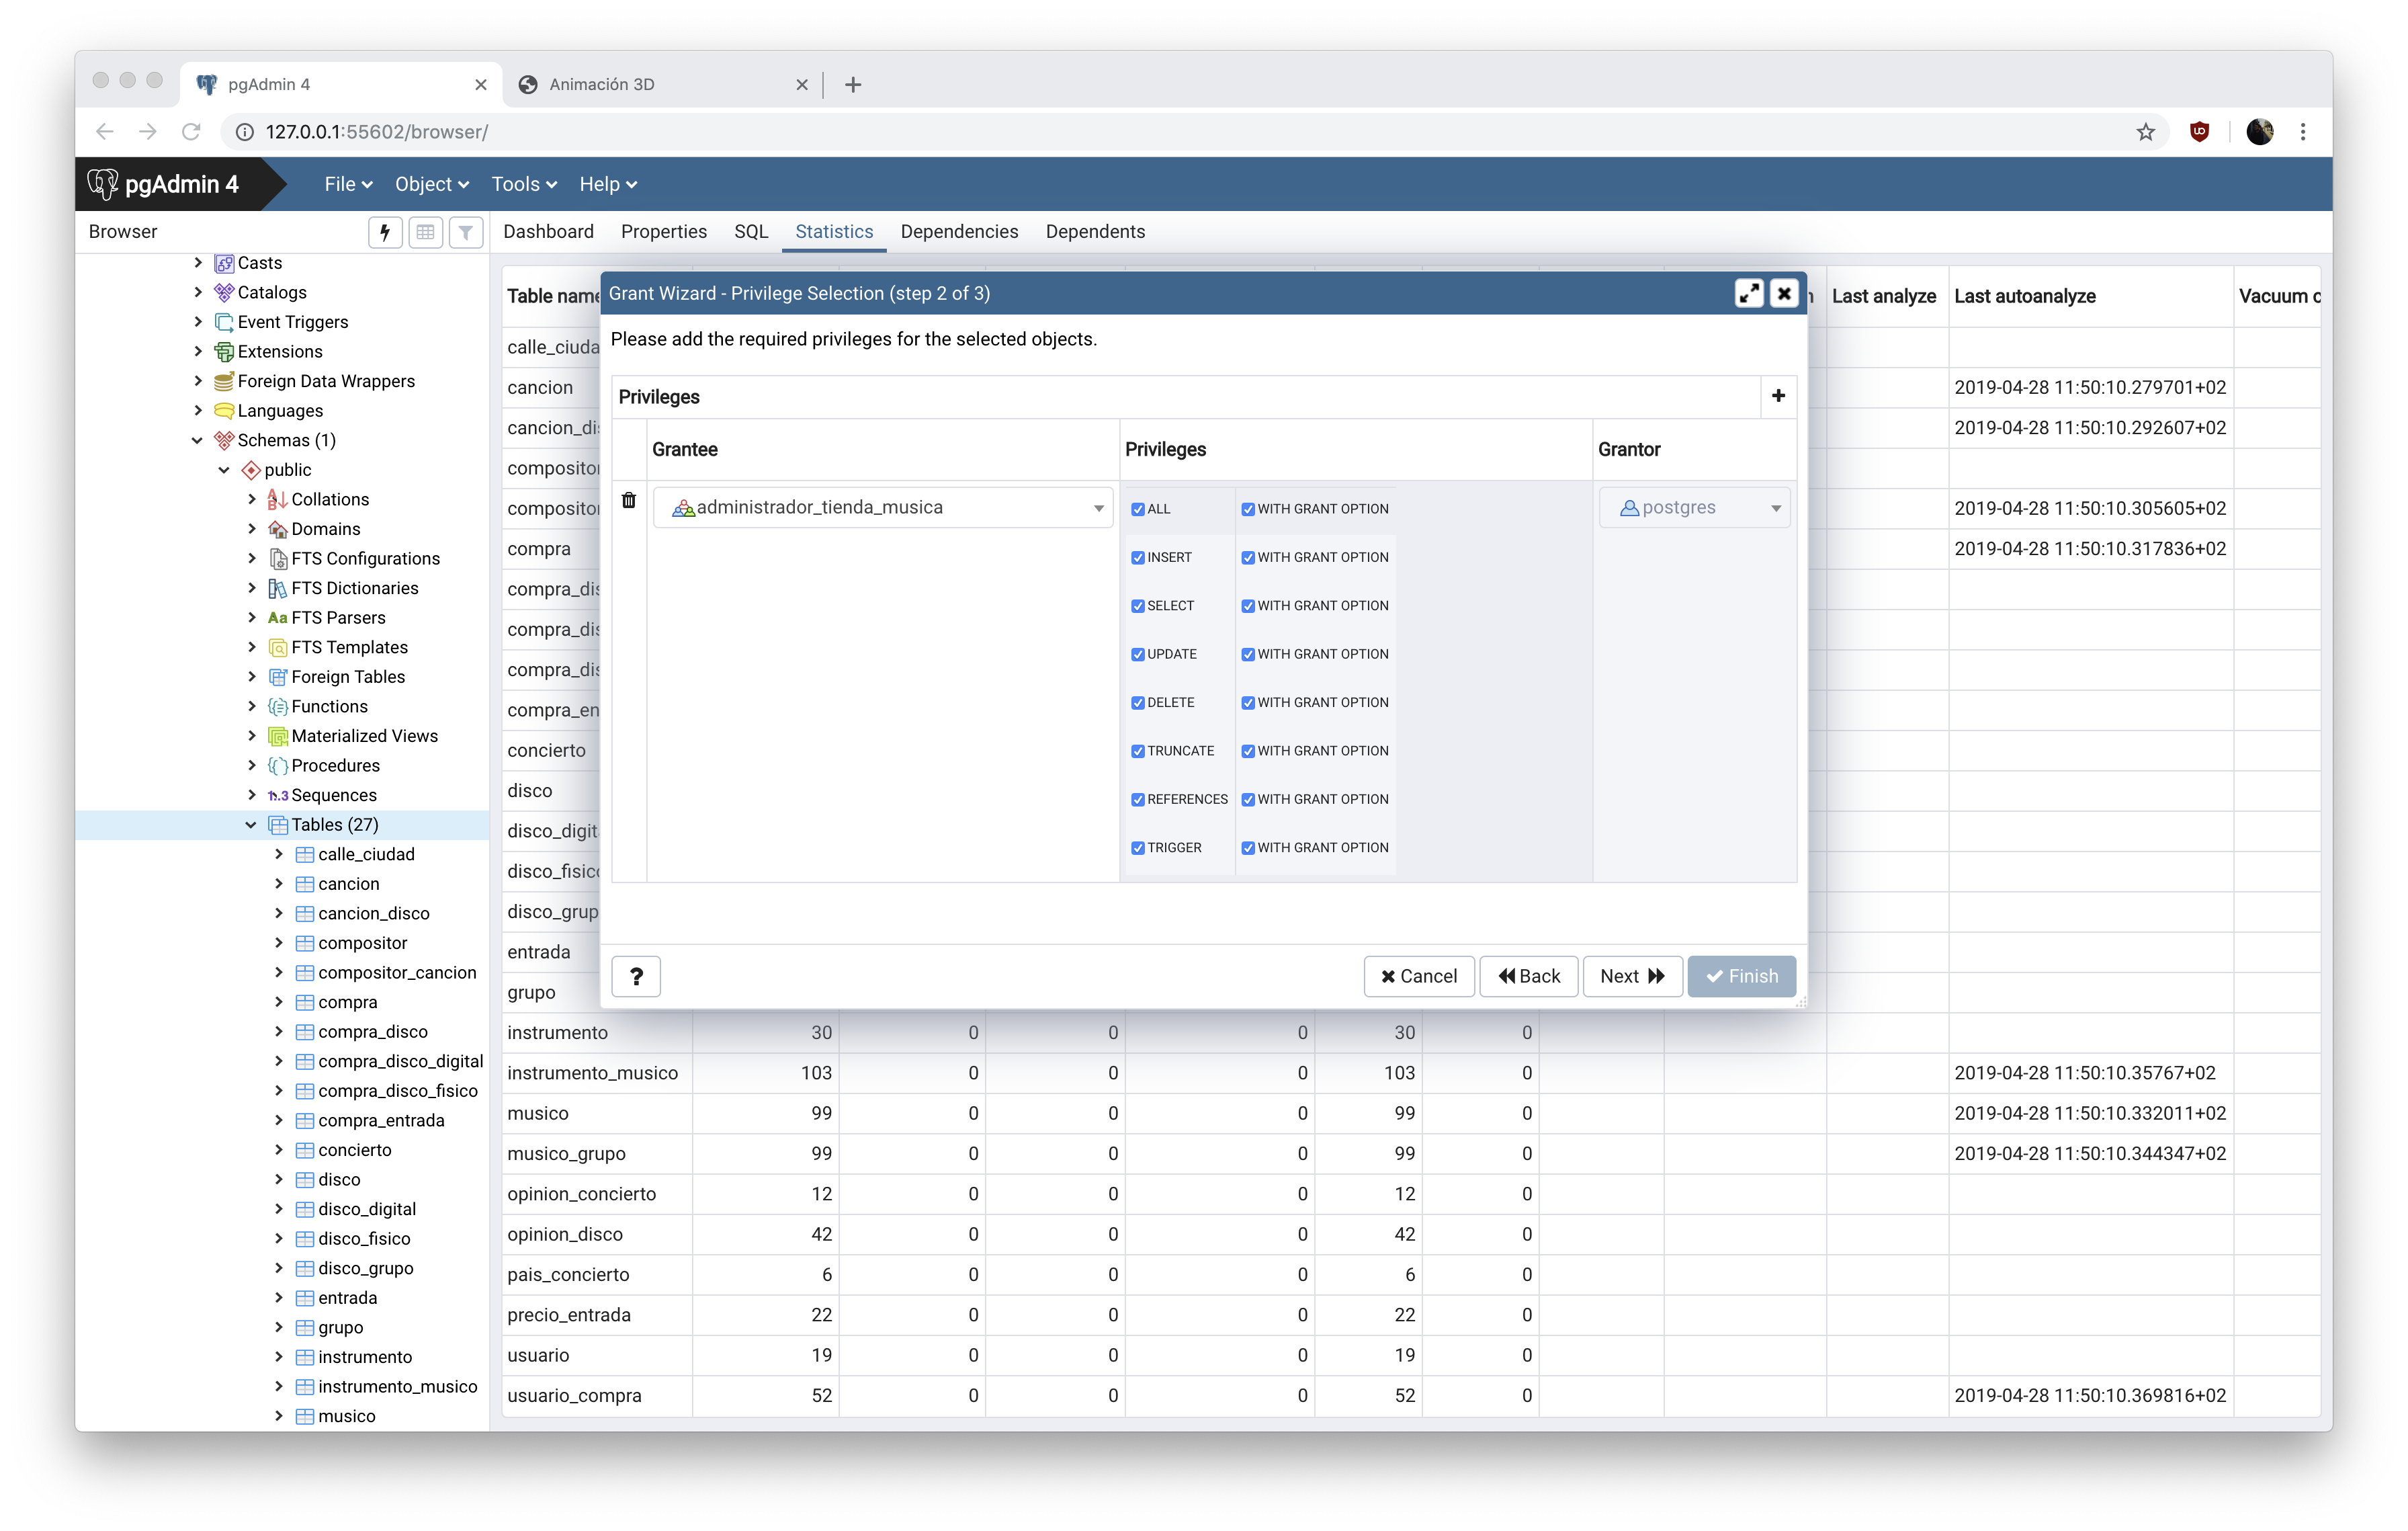 pgAdmin 4
Animación 3D
127.0.0.1:55602/browser/
pgAdmin 4
File
Object
Tools
Help
Browser
Dashboard
Properties
SQL
Statistics
Dependencies
Dependents
Casts
Catalogs
Event Triggers
Extensions
Foreign Data Wrappers
Languages
Schemas (1)
public
Collations
Domains
FTS Configurations
FTS Dictionaries
Aa FTS Parsers
FTS Templates
Foreign Tables
Functions
Materialized Views
Procedures
1..3 Sequences
Tables (27)
calle_ciudad
cancion
cancion_disco
compositor
compositor_cancion
compra
compra_disco
compra_disco_digital
compra_disco_fisico
compra_entrada
concierto
disco
disco_digital
disco_fisico
disco_grupo
entrada
grupo
instrumento
instrumento_musico
musico
Grant Wizard - Privilege Selection (step 2 of 3)
Please add the required privileges for the selected objects.
Privileges
Grantee Privileges Grantor
administrador_tienda_musica
postgres
ALL WITH GRANT OPTION
INSERT WITH GRANT OPTION
SELECT WITH GRANT OPTION
UPDATE WITH GRANT OPTION
DELETE WITH GRANT OPTION
TRUNCATE WITH GRANT OPTION
REFERENCES WITH GRANT OPTION
TRIGGER WITH GRANT OPTION
? Cancel Back Next Finish
Table name Last analyze Last autoanalyze Vacuum c
calle_ciuda
cancion 2019-04-28 11:50:10.279701+02
cancion_dis 2019-04-28 11:50:10.292607+02
compositor
compositor 2019-04-28 11:50:10.305605+02
compra 2019-04-28 11:50:10.317836+02
compra_dis
compra_dis
compra_dis
compra_en
concierto
disco
disco_digit
disco_fisic
disco_grup
entrada
grupo
instrumento 30 0 0 0 30 0
instrumento_musico 103 0 0 0 103 0 2019-04-28 11:50:10.35767+02
musico 99 0 0 0 99 0 2019-04-28 11:50:10.332011+02
musico_grupo 99 0 0 0 99 0 2019-04-28 11:50:10.344347+02
opinion_concierto 12 0 0 0 12 0
opinion_disco 42 0 0 0 42 0
pais_concierto 6 0 0 0 6 0
precio_entrada 22 0 0 0 22 0
usuario 19 0 0 0 19 0
usuario_compra 52 0 0 0 52 0 2019-04-28 11:50:10.369816+02